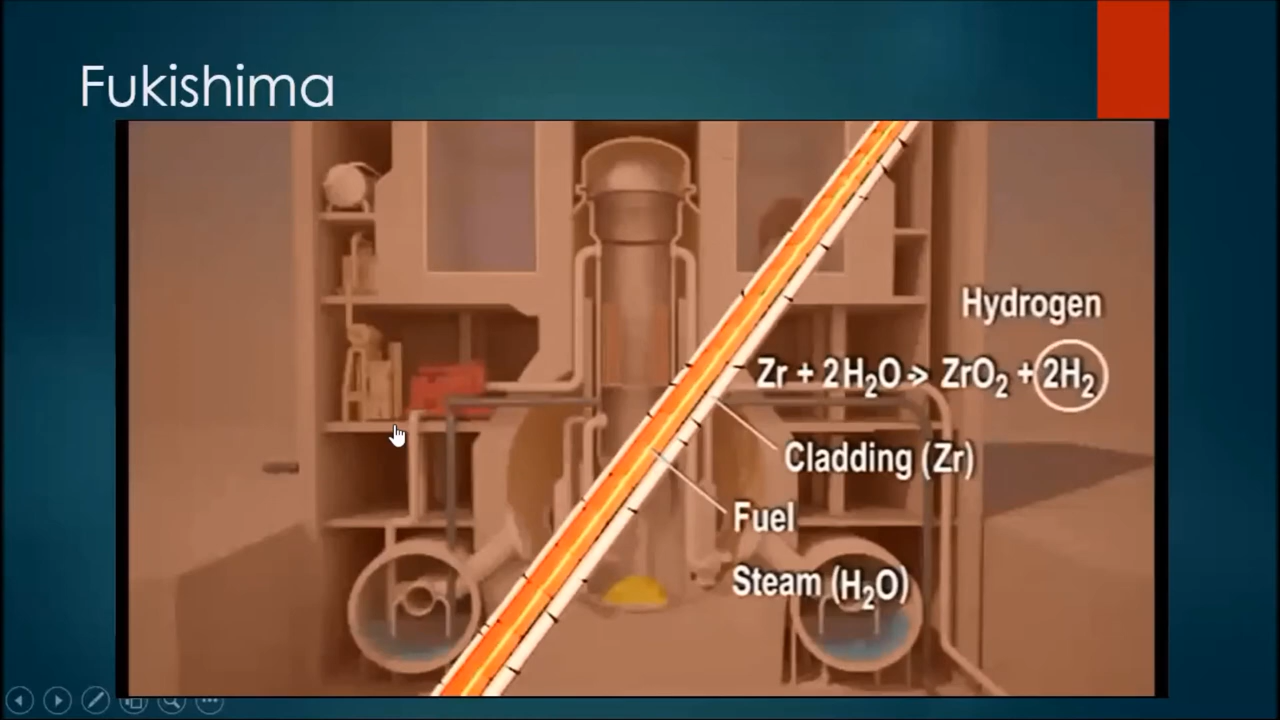 Fukishima
Hydrogen
Zr + 2H₂O -> ZrO₂ + 2H₂
Cladding (Zr)
Fuel
Steam (H₂O)